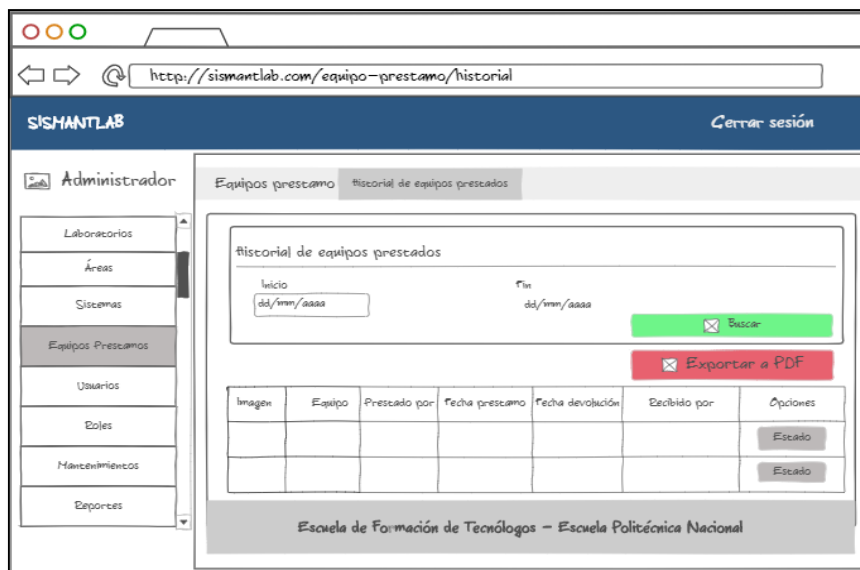 http://sismantlab.com/equipo-prestamo/historial
SISMANTLAB
Cerrar sesión
Administrador
Laboratorios
Áreas
Sistemas
Equipos Prestamos
Usuarios
Roles
Mantenimientos
Reportes
Equipos prestamo
Historial de equipos prestados
Historial de equipos prestados
Inicio
Fin
dd/mm/aaaa
dd/mm/aaaa
Buscar
Exportar a PDF
Imagen
Equipo
Prestado por
Fecha prestamo
Fecha devolución
Recibido por
Opciones
Estado
Estado
Escuela de Formación de Tecnólogos - Escuela Politécnica Nacional